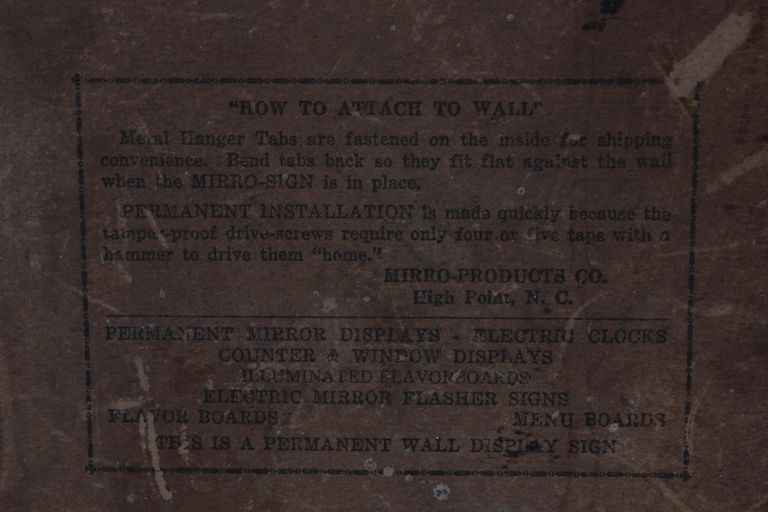 "HOW TO ATTACH TO WALL"
Metal Hanger Tabs are fastened on the inside for shipping
convenience. Bend tabs back so they fit flat against the wall
when the MIRRO-SIGN is in place.
PERMANENT INSTALLATION is made quickly because the
tamper-proof drive-screws require only four or five taps with a
hammer to drive them "home."
MIRRO-PRODUCTS CO.
High Point, N. C.
PERMANENT MIRROR DISPLAYS - ELECTRIC CLOCKS
COUNTER & WINDOW DISPLAYS
ILLUMINATED FLAVORBOARDS
ELECTRIC MIRROR FLASHER SIGNS
FLAVOR BOARDS MENU BOARDS
THIS IS A PERMANENT WALL DISPLAY SIGN